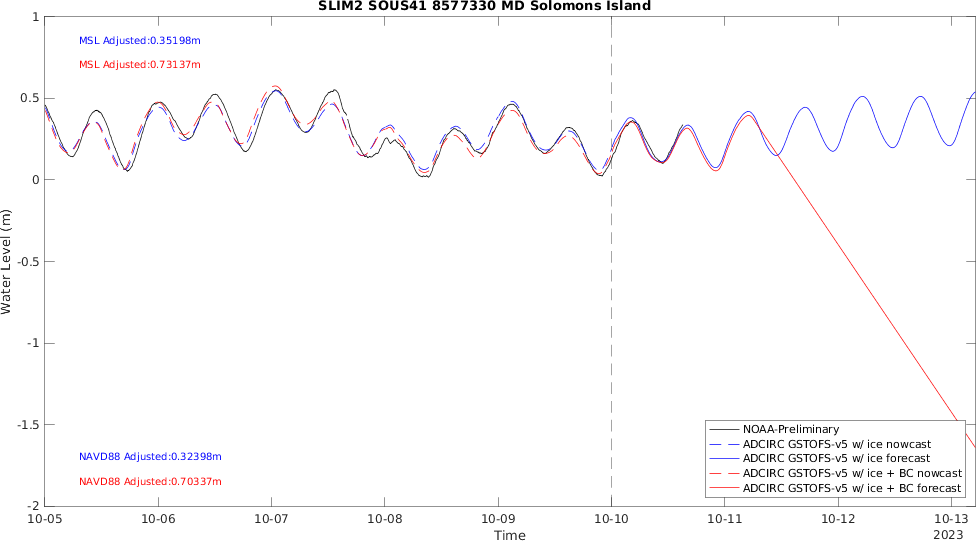 SLIM2 SOUS41 8577330 MD Solomons Island
1
MSL Adjusted:0.35198m
MSL Adjusted:0.73137m
0.5
0
-0.5
-1
-1.5
-2
Water Level (m)
NAVD88 Adjusted:0.32398m
NAVD88 Adjusted:0.70337m
NOAA-Preliminary
ADCIRC GSTOFS-v5 w/ ice nowcast
ADCIRC GSTOFS-v5 w/ ice forecast
ADCIRC GSTOFS-v5 w/ ice + BC nowcast
ADCIRC GSTOFS-v5 w/ ice + BC forecast
10-05 10-06 10-07 10-08 10-09 10-10 10-11 10-12 10-13
Time
2023